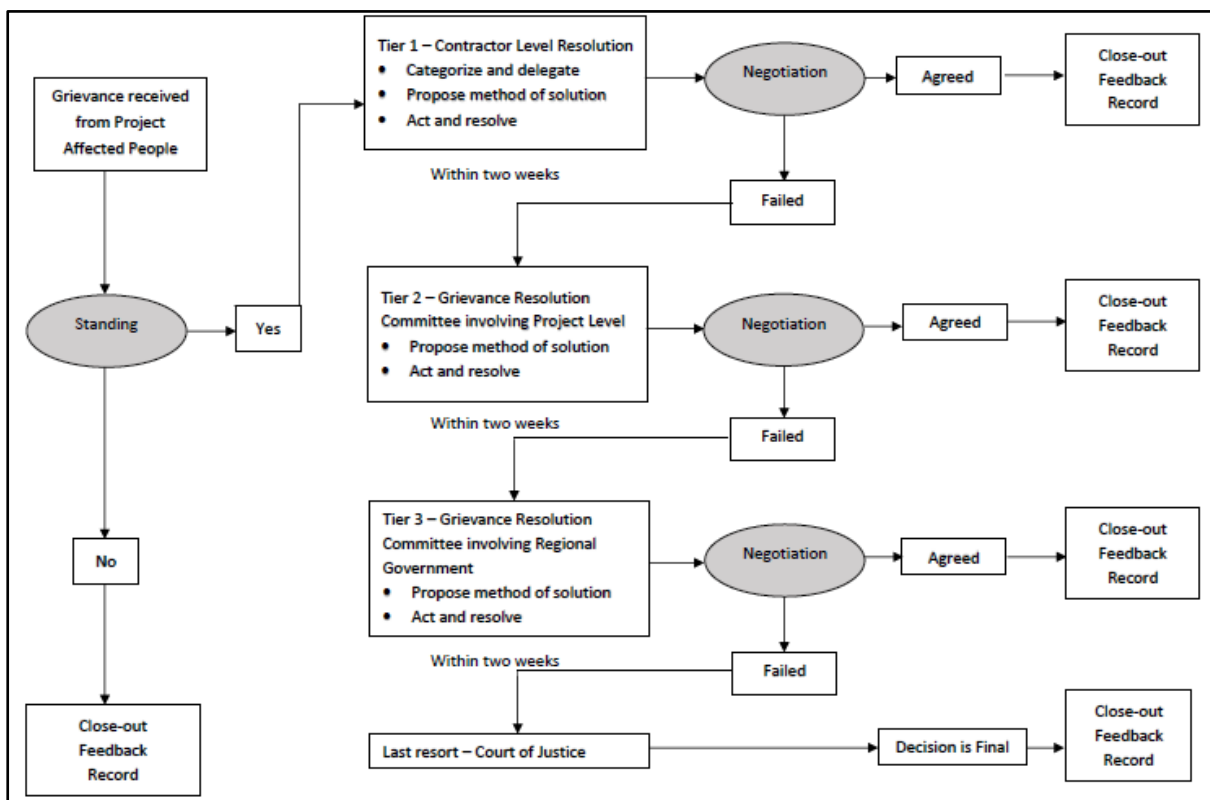 Grievance received
from Project
Affected People
Standing
Yes
No
Close-out
Feedback
Record
Tier 1 – Contractor Level Resolution
• Categorize and delegate
• Propose method of solution
• Act and resolve
Within two weeks
Negotiation
Agreed
Close-out
Feedback
Record
Failed
Tier 2 – Grievance Resolution
Committee involving Project Level
• Propose method of solution
• Act and resolve
Within two weeks
Negotiation
Agreed
Close-out
Feedback
Record
Failed
Tier 3 – Grievance Resolution
Committee involving Regional
Government
• Propose method of solution
• Act and resolve
Within two weeks
Negotiation
Agreed
Close-out
Feedback
Record
Failed
Last resort – Court of Justice
Decision is Final
Close-out
Feedback
Record